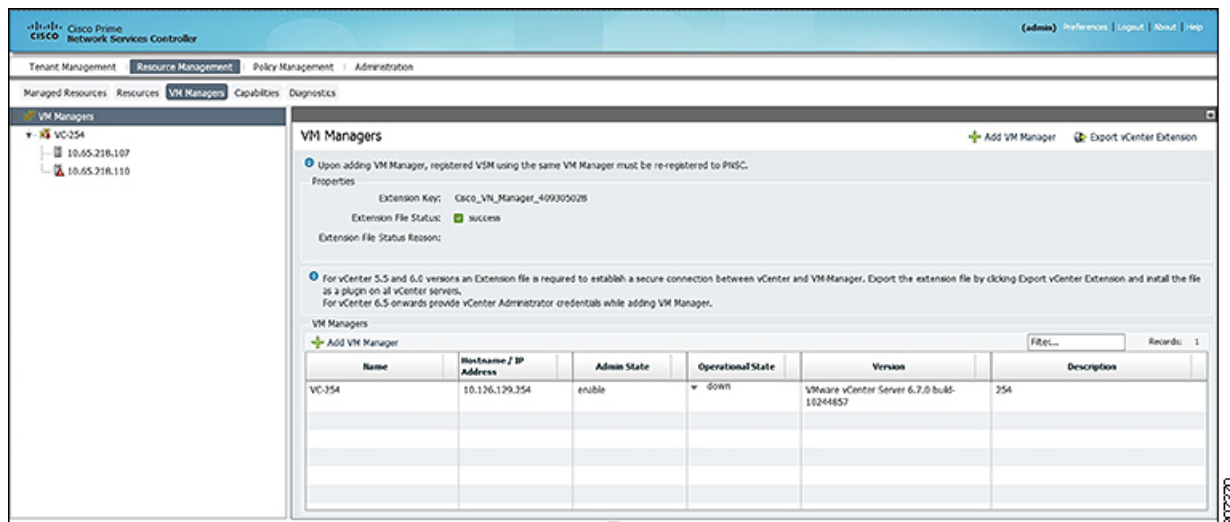 cisco Cisco Prime
Network Services Controller
(admin) Preferences | Logout | About | Help
Tenant Management | Resource Management | Policy Management | Administration
Managed Resources Resources VM Managers Capabilities Diagnostics
VM Managers
VC-254
10.65.218.107
10.65.218.110
VM Managers
Add VM Manager Export vCenter Extension
Upon adding VM Manager, registered VSM using the same VM Manager must be re-registered to PNSC.
Properties
Extension Key: Cisco_VN_Manager_409305028
Extension File Status: success
Extension File Status Reason:
For vCenter 5.5 and 6.0 versions an Extension file is required to establish a secure connection between vCenter and VM-Manager. Export the extension file by clicking Export vCenter Extension and install the file
as a plugin on all vCenter servers.
For vCenter 6.5 onwards provide vCenter Administrator credentials while adding VM Manager.
VM Managers
Add VM Manager Filter... Records: 1
Name Hostname / IP Address Admin State Operational State Version Description
VC-254 10.126.129.254 enable down VMware vCenter Server 6.7.0 build-10244857 254